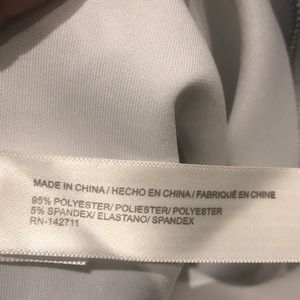 MADE IN CHINA / HECHO EN CHINA / FABRIQUÉ EN CHINE
95% POLYESTER/ POLIESTER/ POLYESTER
5% SPANDEX/ ELASTANO/ SPANDEX
RN-142711